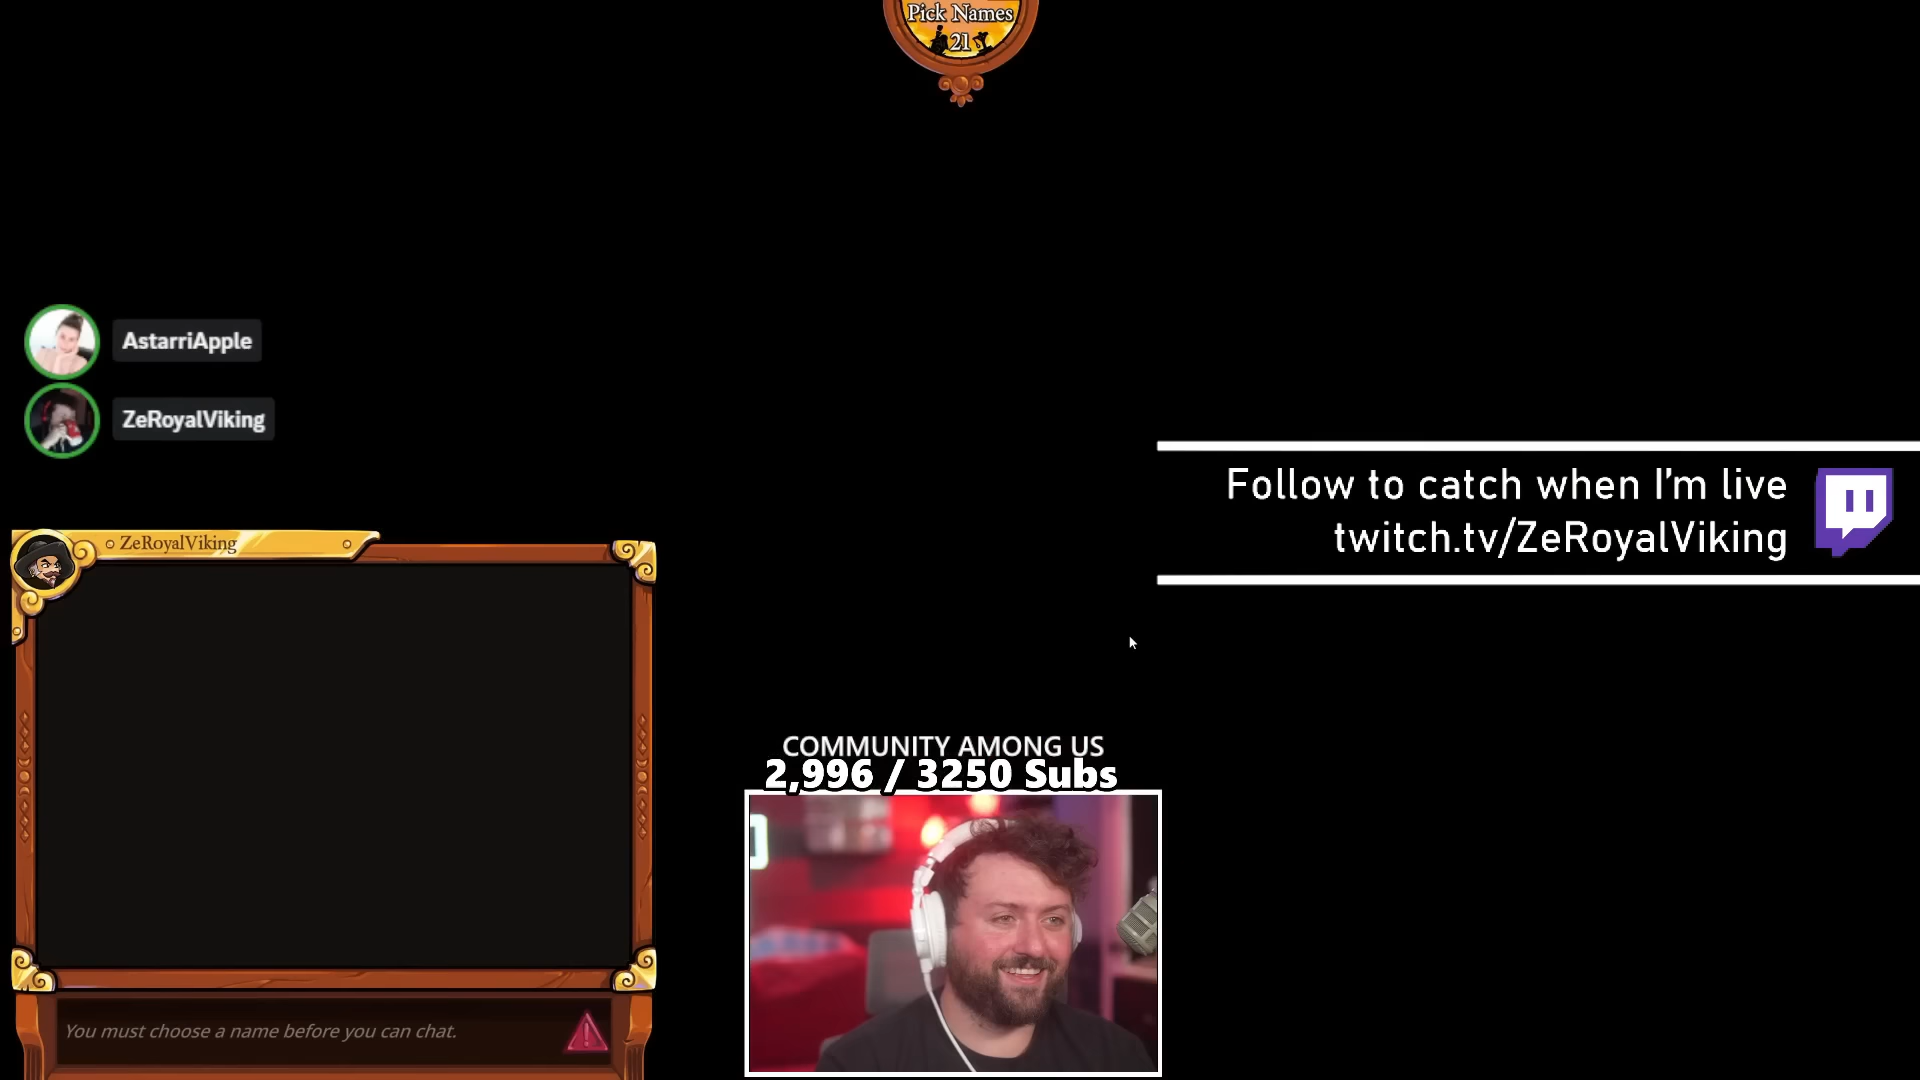 Pick Names
21
AstarriApple
ZeRoyalViking
Follow to catch when I'm live
twitch.tv/ZeRoyalViking
ZeRoyalViking
COMMUNITY AMONG US
2,996 / 3250 Subs
You must choose a name before you can chat.